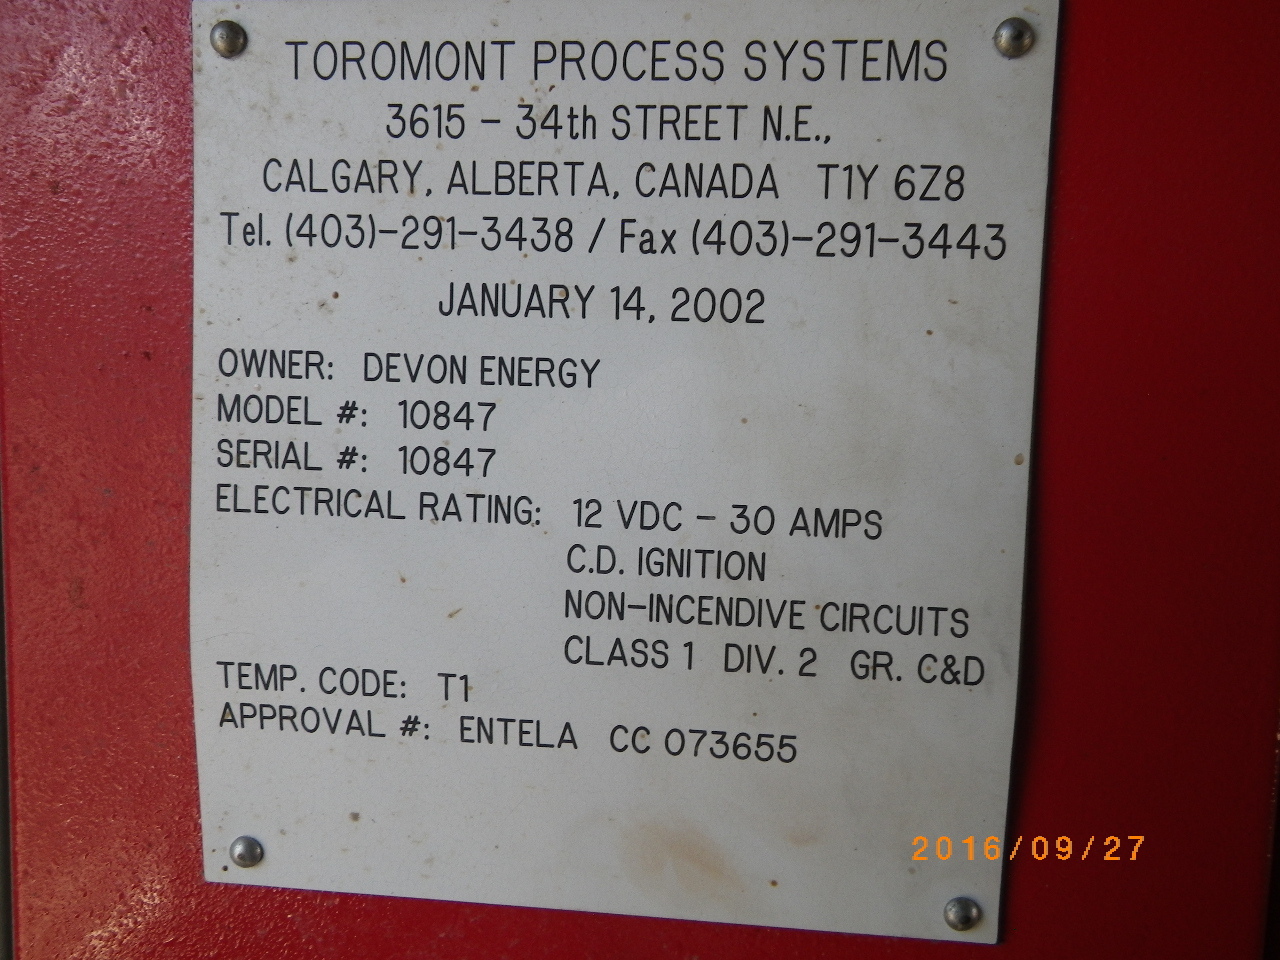 TOROMONT PROCESS SYSTEMS
3615 - 34th STREET N.E.,
CALGARY, ALBERTA, CANADA T1Y 6Z8
Tel. (403)-291-3438 / Fax (403)-291-3443
JANUARY 14, 2002
OWNER: DEVON ENERGY
MODEL #: 10847
SERIAL #: 10847
ELECTRICAL RATING: 12 VDC - 30 AMPS
C.D. IGNITION
NON-INCENDIVE CIRCUITS
CLASS 1 DIV. 2 GR. C&D
TEMP. CODE: T1
APPROVAL #: ENTELA CC 073655
2016/09/27